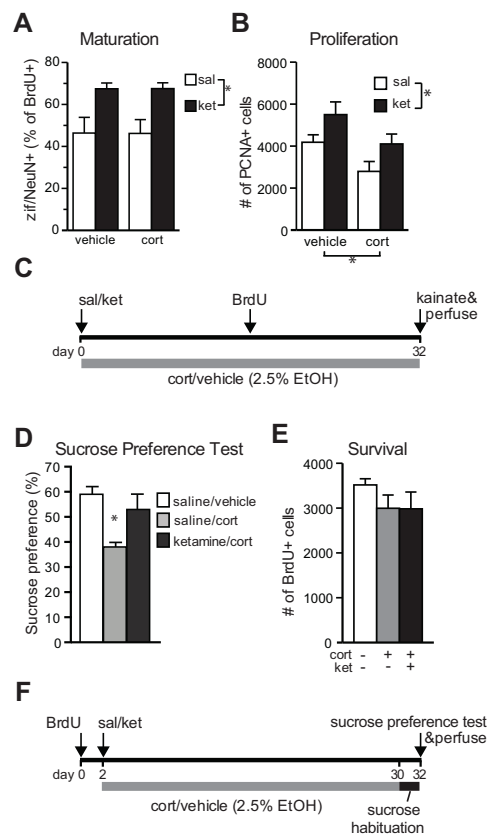 A
Maturation
zif/NeuN+ (% of BrdU+)
80
60
40
20
0
sal
ket
*
vehicle
cort
B
Proliferation
# of PCNA+ cells
8000
6000
4000
2000
0
sal
ket
*
vehicle
cort
*
C
sal/ket
BrdU
kainate&
perfuse
day 0
32
cort/vehicle (2.5% EtOH)
D
Sucrose Preference Test
Sucrose preference (%)
70
60
50
40
30
20
10
0
*
saline/vehicle
saline/cort
ketamine/cort
E
Survival
# of BrdU+ cells
4000
3000
2000
1000
0
cort - + +
ket - - +
F
BrdU
sal/ket
sucrose preference test
&perfuse
day 0 2 30 32
cort/vehicle (2.5% EtOH)
sucrose
habituation